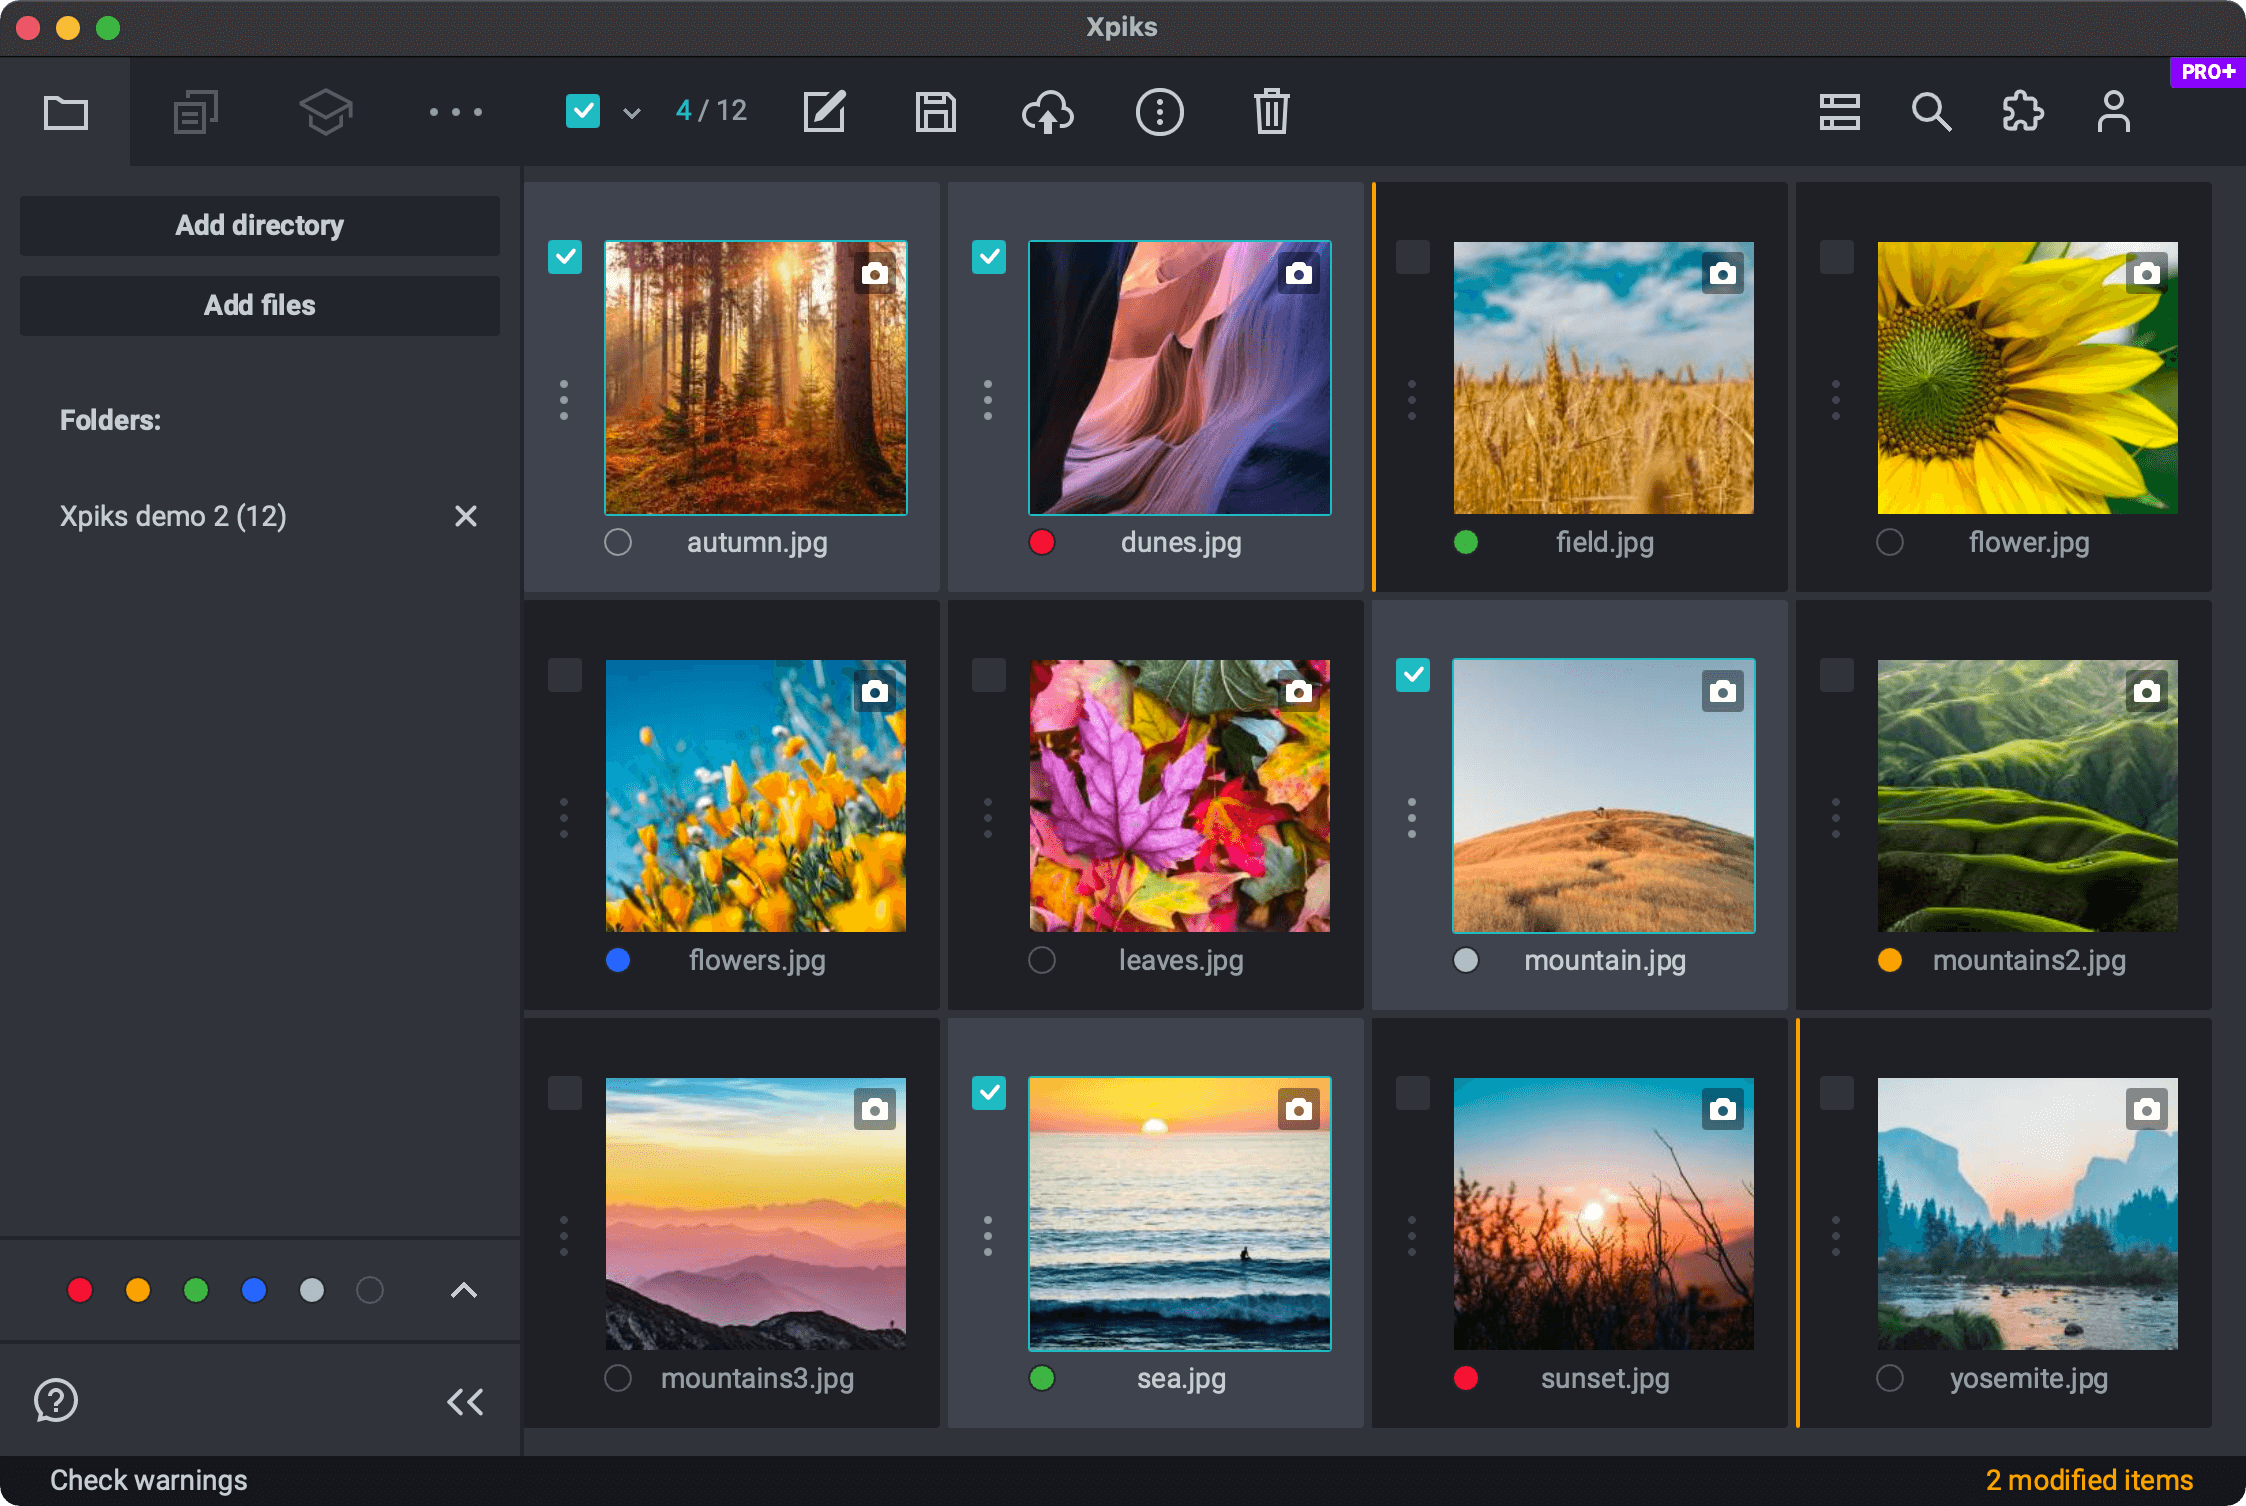 Xpiks
PRO+
4 / 12
Add directory
Add files
Folders:
Xpiks demo 2 (12)
autumn.jpg
dunes.jpg
field.jpg
flower.jpg
flowers.jpg
leaves.jpg
mountain.jpg
mountains2.jpg
mountains3.jpg
sea.jpg
sunset.jpg
yosemite.jpg
Check warnings
2 modified items